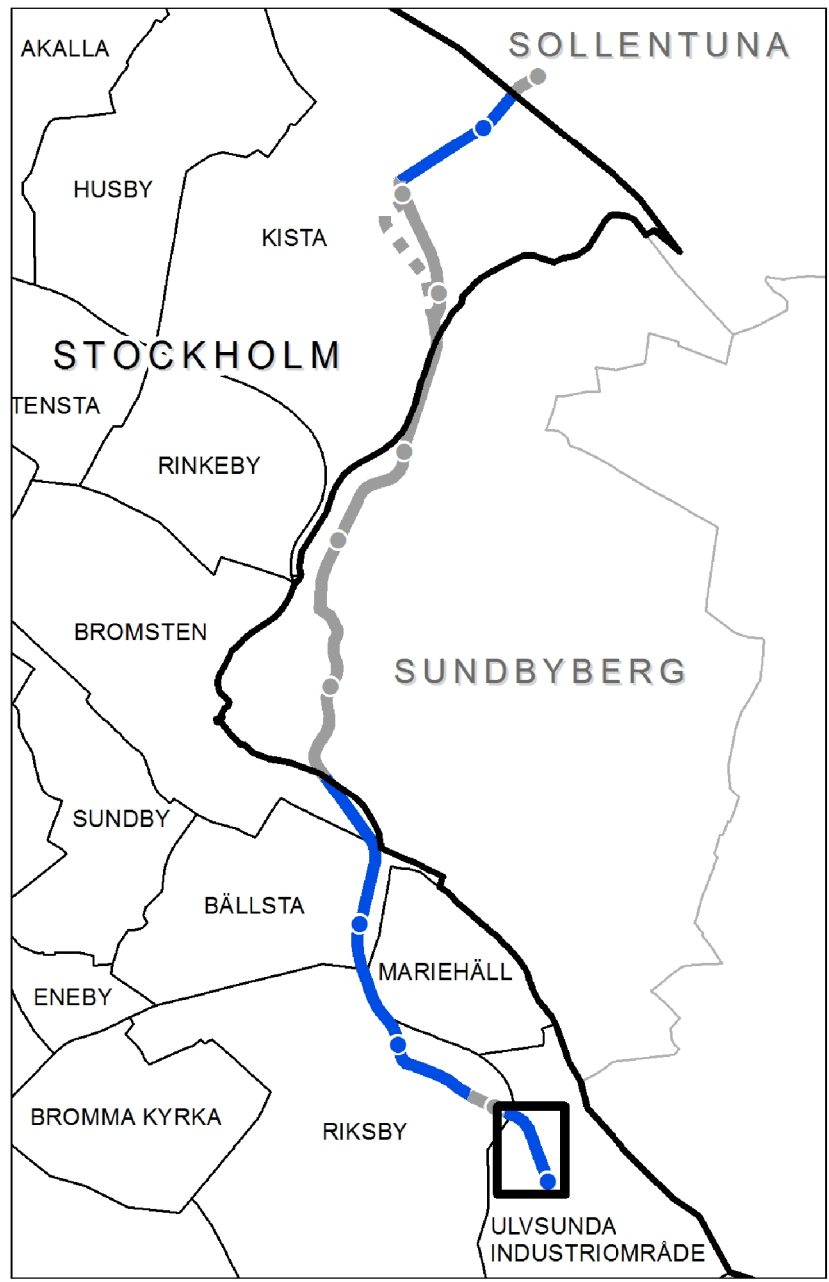 SOLLENTUNA
AKALLA
HUSBY
KISTA
STOCKHOLM
TENSTA
RINKEBY
BROMSTEN
SUNDBYBERG
SUNDBY
BÄLLSTA
MARIEHÄLL
ENEBY
BROMMA KYRKA
RIKSBY
ULVSUNDA
INDUSTRIOMRÅDE